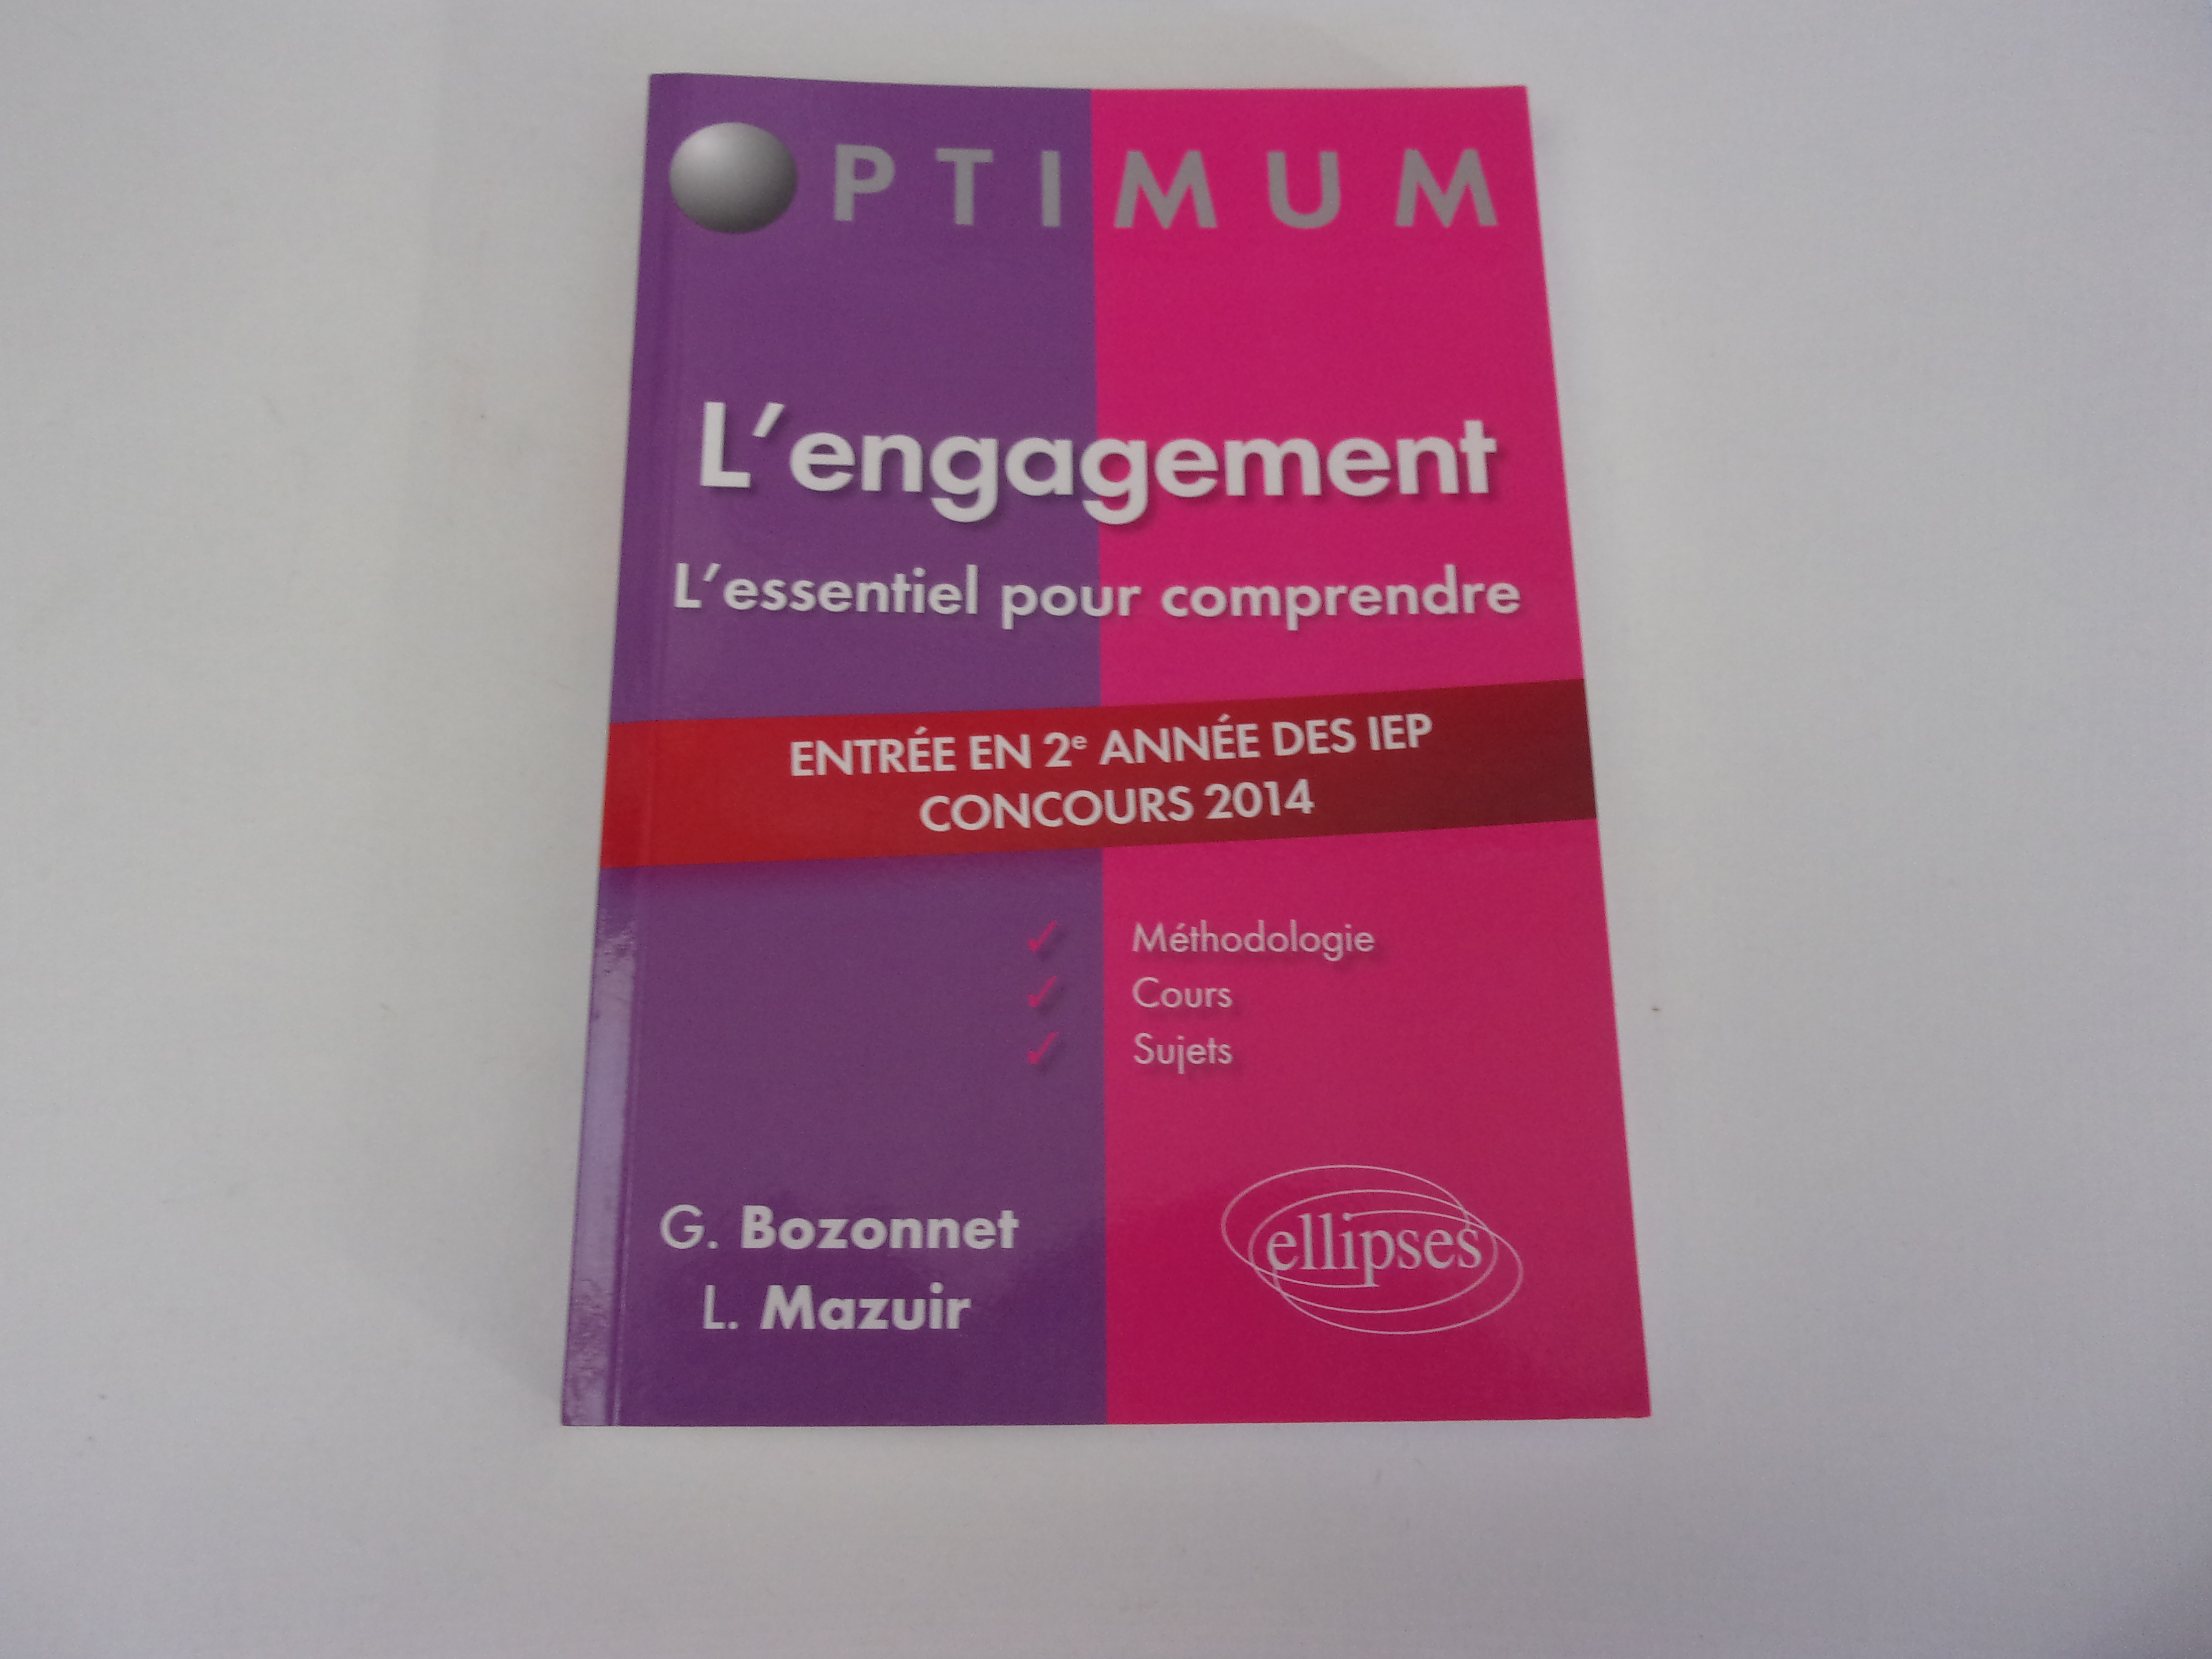 OPTIMUM
L'engagement
L'essentiel pour comprendre
ENTRÉE EN 2e ANNÉE DES IEP
CONCOURS 2014
✓ Méthodologie
✓ Cours
✓ Sujets
G. Bozonnet
L. Mazuir
ellipses